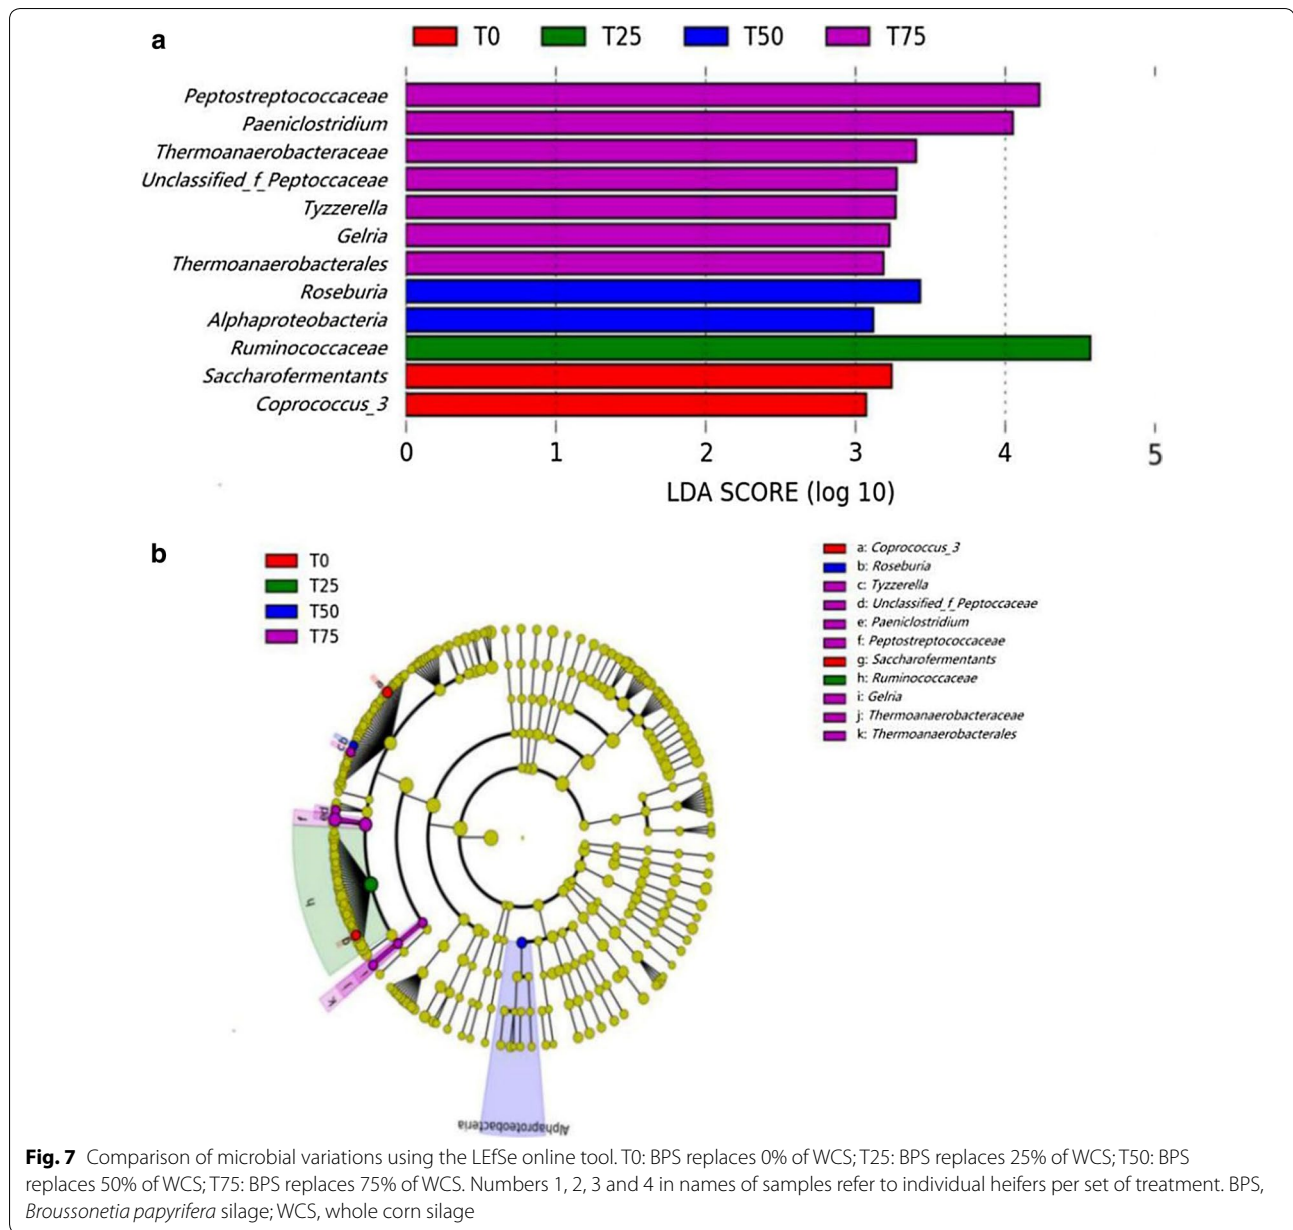 a
T0 T25 T50 T75
Peptostreptococcaceae
Paeniclostridium
Thermoanaerobacteraceae
Unclassified_f_Peptoccaceae
Tyzzerella
Gelria
Thermoanaerobacterales
Roseburia
Alphaproteobacteria
Ruminococcaceae
Saccharofermentants
Coprococcus_3
0 1 2 3 4 5
LDA SCORE (log 10)
b
T0
T25
T50
T75
a: Coprococcus_3
b: Roseburia
c: Tyzzerella
d: Unclassified_f_Peptoccaceae
e: Paeniclostridium
f: Peptostreptococcaceae
g: Saccharofermentants
h: Ruminococcaceae
i: Gelria
j: Thermoanaerobacteraceae
k: Thermoanaerobacterales
f
h
k
Alphaproteobacteria
Fig. 7 Comparison of microbial variations using the LEfSe online tool. T0: BPS replaces 0% of WCS; T25: BPS replaces 25% of WCS; T50: BPS
replaces 50% of WCS; T75: BPS replaces 75% of WCS. Numbers 1, 2, 3 and 4 in names of samples refer to individual heifers per set of treatment. BPS,
Broussonetia papyrifera silage; WCS, whole corn silage